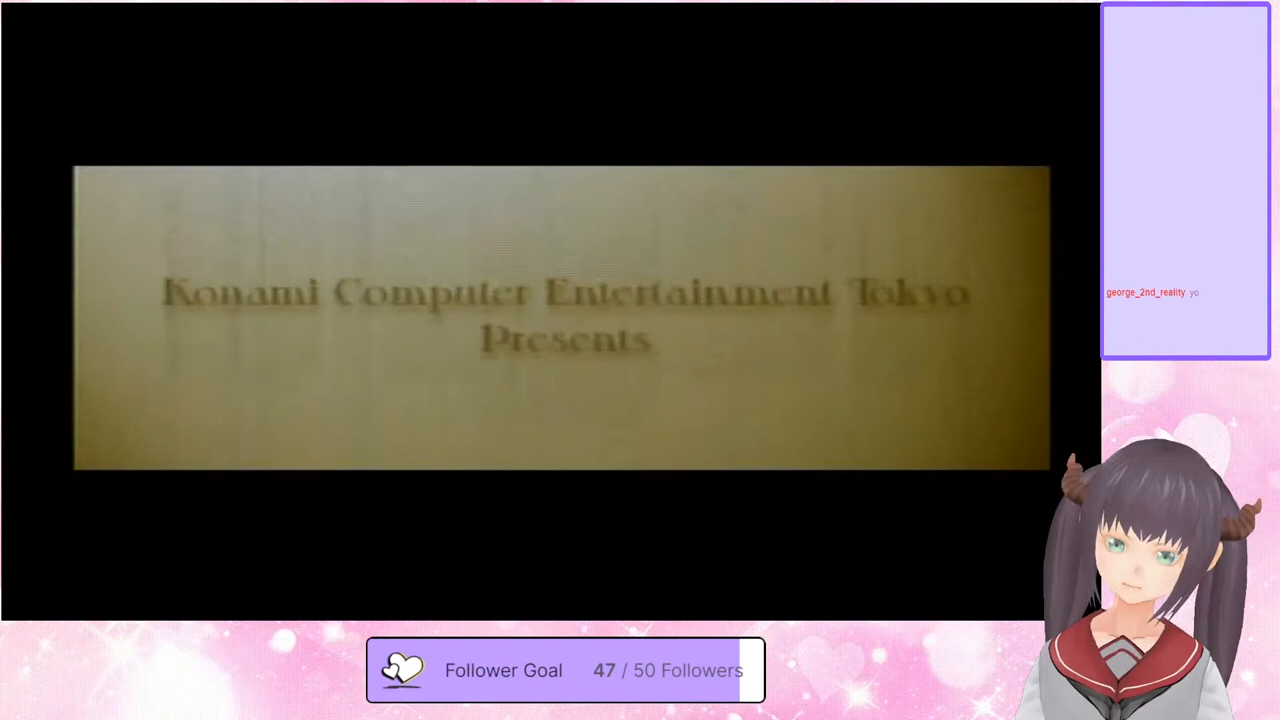 Konami Computer Entertainment Tokyo
Presents
george_2nd_reality yo
Follower Goal 47 / 50 Followers